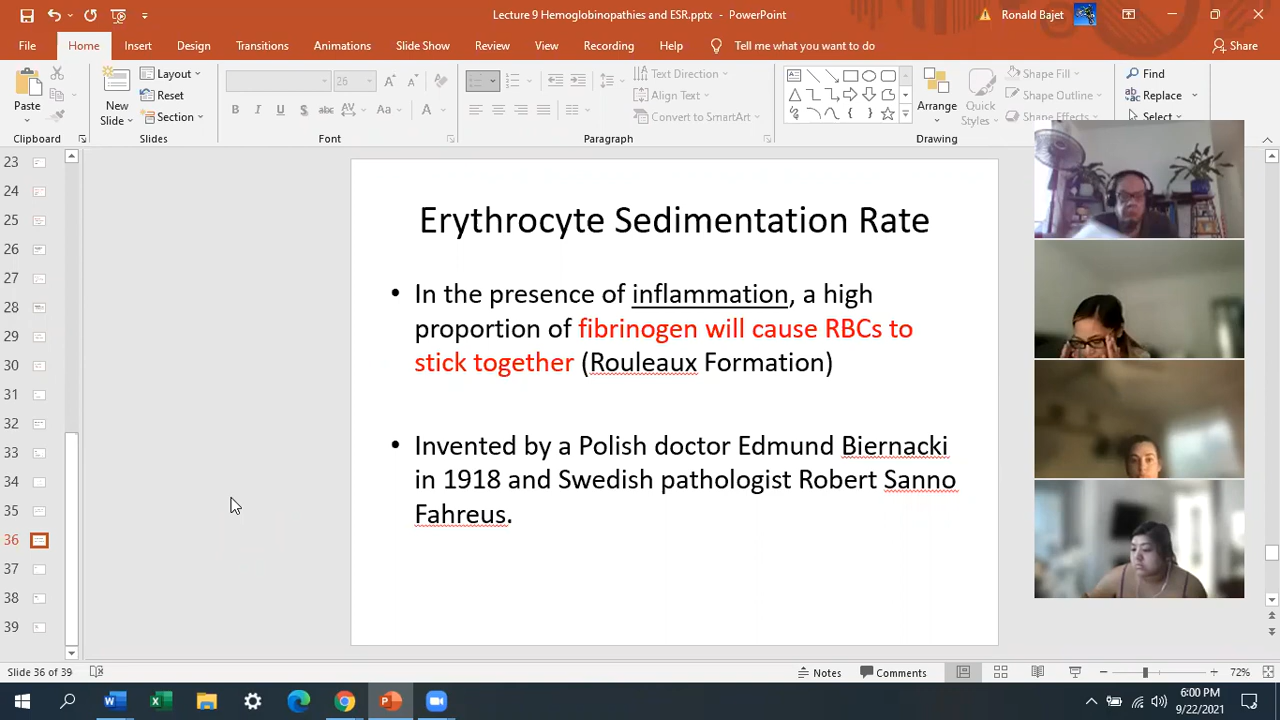 Lecture 9 Hemoglobinopathies and ESR.pptx - PowerPoint
Ronald Bajet
File Home Insert Design Transitions Animations Slide Show Review View Recording Help Tell me what you want to do Share
Paste
New Slide
Layout
Reset
Section
26
B I U S abc AV Aa A
Text Direction
Align Text
Convert to SmartArt
Arrange
Quick Styles
Shape Fill
Shape Outline
Shape Effects
Find
Replace
Select
Clipboard Slides Font Paragraph Drawing
23
24
25
26
27
28
29
30
31
32
33
34
35
36
37
38
39
Erythrocyte Sedimentation Rate
• In the presence of inflammation, a high
proportion of fibrinogen will cause RBCs to
stick together (Rouleaux Formation)
• Invented by a Polish doctor Edmund Biernacki
in 1918 and Swedish pathologist Robert Sanno
Fahreus.
Slide 36 of 39
Notes Comments 72%
6:00 PM
9/22/2021